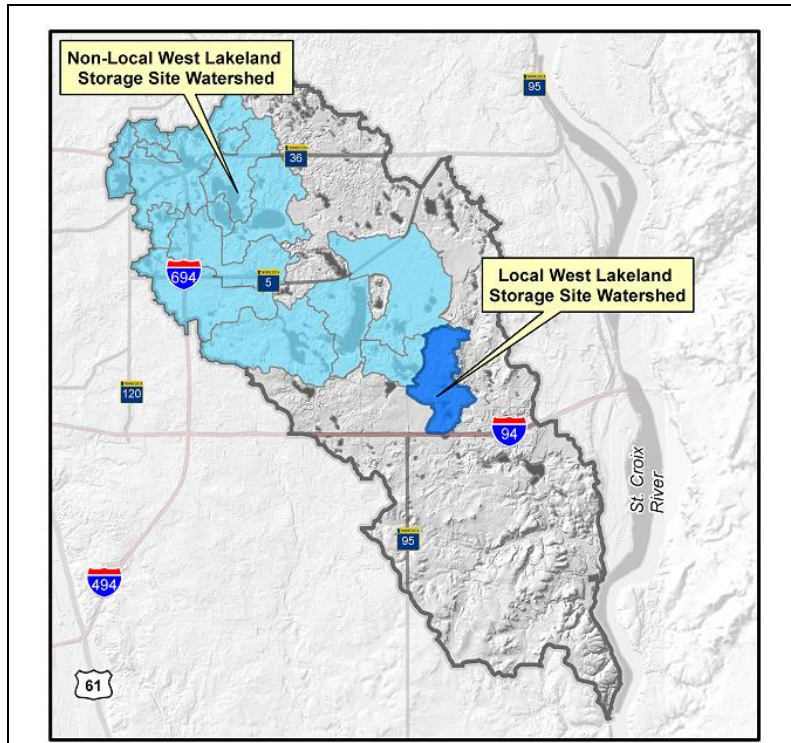 Non-Local West Lakeland
Storage Site Watershed
95
36
694
5
Local West Lakeland
Storage Site Watershed
120
94
St. Croix
River
95
494
61